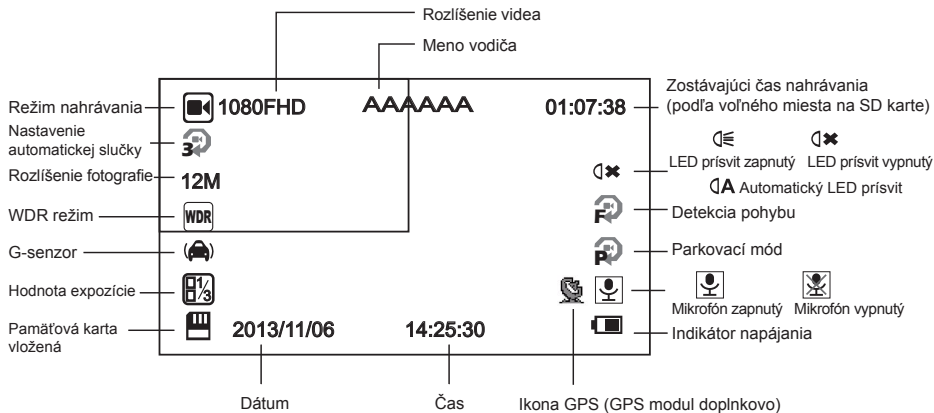 Rozlíšenie videa
Meno vodiča
Režim nahrávania
1080FHD
AAAAAA
01:07:38
Zostávajúci čas nahrávania
(podľa voľného miesta na SD karte)
Nastavenie
automatickej slučky
3
LED prísvit zapnutý
LED prísvit vypnutý
Rozlíšenie fotografie
12M
A Automatický LED prísvit
WDR režim
WDR
F
Detekcia pohybu
G-senzor
P
Parkovací mód
Hodnota expozície
1/3
Mikrofón zapnutý
Mikrofón vypnutý
Pamäťová karta
vložená
2013/11/06
14:25:30
Indikátor napájania
Dátum
Čas
Ikona GPS (GPS modul doplnkovo)